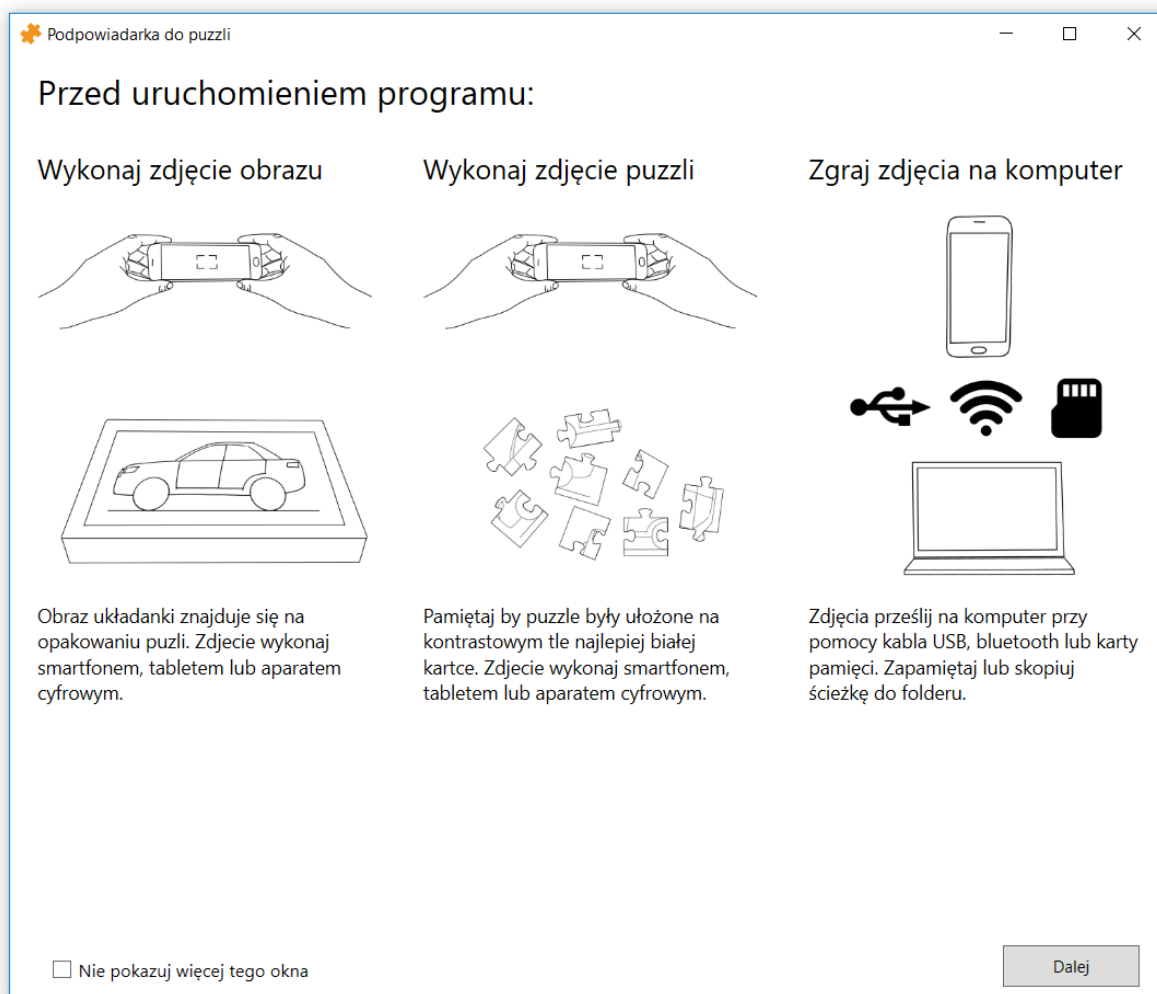 Podpowiadarka do puzzli
Przed uruchomieniem programu:
Wykonaj zdjęcie obrazu
Obraz układanki znajduje się na
opakowaniu puzli. Zdjecie wykonaj
smartfonem, tabletem lub aparatem
cyfrowym.
Wykonaj zdjęcie puzzli
Pamiętaj by puzzle były ułożone na
kontrastowym tle najlepiej białej
kartce. Zdjecie wykonaj smartfonem,
tabletem lub aparatem cyfrowym.
Zgraj zdjęcia na komputer
Zdjęcia prześlij na komputer przy
pomocy kabla USB, bluetooth lub karty
pamięci. Zapamiętaj lub skopiuj
ścieżkę do folderu.
Nie pokazuj więcej tego okna
Dalej